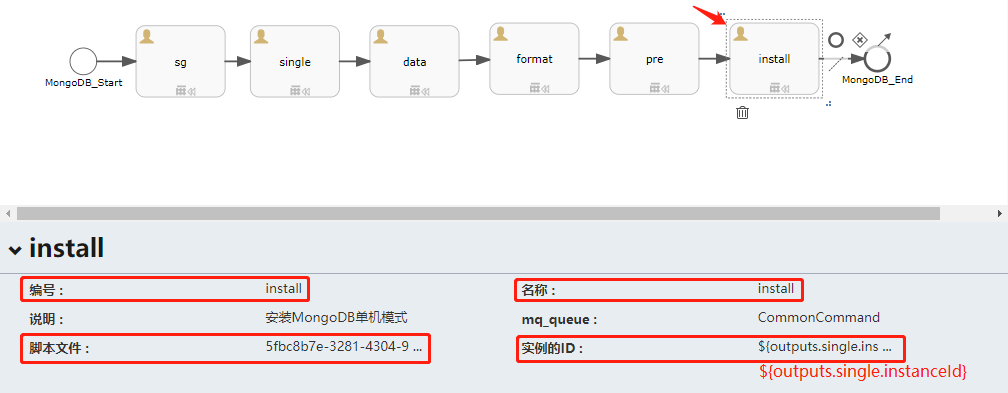 sg
single
data
format
pre
install
MongoDB_Start
MongoDB_End
install
编号： install
名称： install
说明： 安装MongoDB单机模式
mq_queue： CommonCommand
脚本文件： 5fbc8b7e-3281-4304-9 ...
实例的ID： ${outputs.single.ins ...
${outputs.single.instanceId}